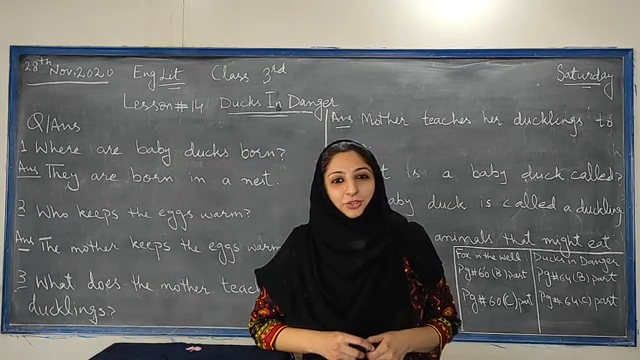 28th Nov, 2020 Eng Lit Class 3rd Saturday
Lesson # 14 Ducks In Danger
Q/Ans
1 Where are baby ducks born?
Ans They are born in a nest.
2 Who keeps the eggs warm?
Ans The mother keeps the eggs warm
3 What does the mother teac
ducklings?
Ans Mother teaches her ducklings to
is a baby duck called?
aby duck is called a duckling.
animals that might eat
Fox in the well
Pg# 60 (B) part
Pg# 60 (C) part
Ducks in Danger
Pg# 64 (B) part
Pg# 64 (C) part